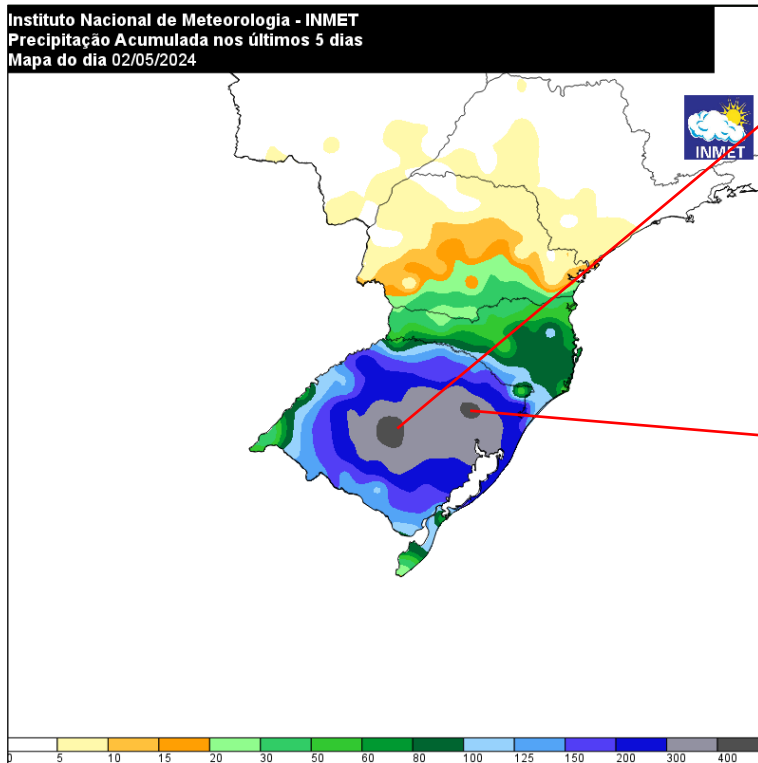 Instituto Nacional de Meteorologia - INMET
Precipitação Acumulada nos últimos 5 dias
Mapa do dia 02/05/2024
INMET
0 5 10 15 20 30 50 60 80 100 125 150 200 300 400